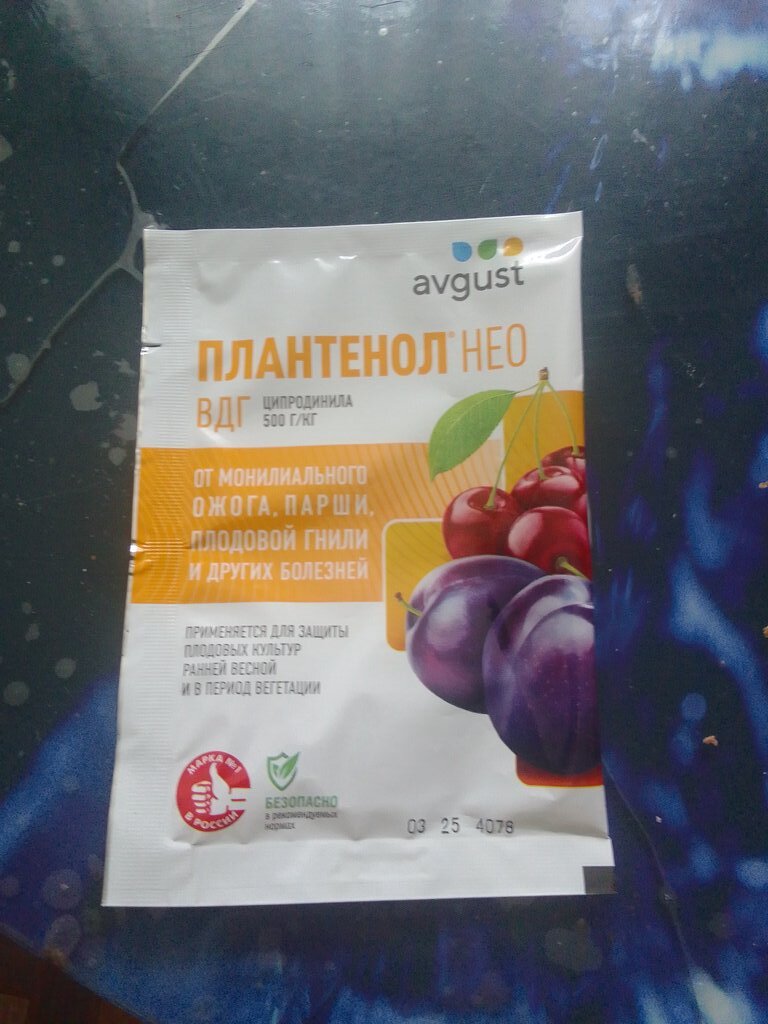 avgust
ПЛАНТЕНОЛ® НЕО
ВДГ ЦИПРОДИНИЛА
500 Г/КГ
ОТ МОНИЛИАЛЬНОГО
ОЖОГА, ПАРШИ,
ПЛОДОВОЙ ГНИЛИ
И ДРУГИХ БОЛЕЗНЕЙ
ПРИМЕНЯЕТСЯ ДЛЯ ЗАЩИТЫ
ПЛОДОВЫХ КУЛЬТУР
РАННЕЙ ВЕСНОЙ
И В ПЕРИОД ВЕГЕТАЦИИ
МАРКА №1
В РОССИИ
БЕЗОПАСНО
в рекомендуемых
нормах
03 25 4078